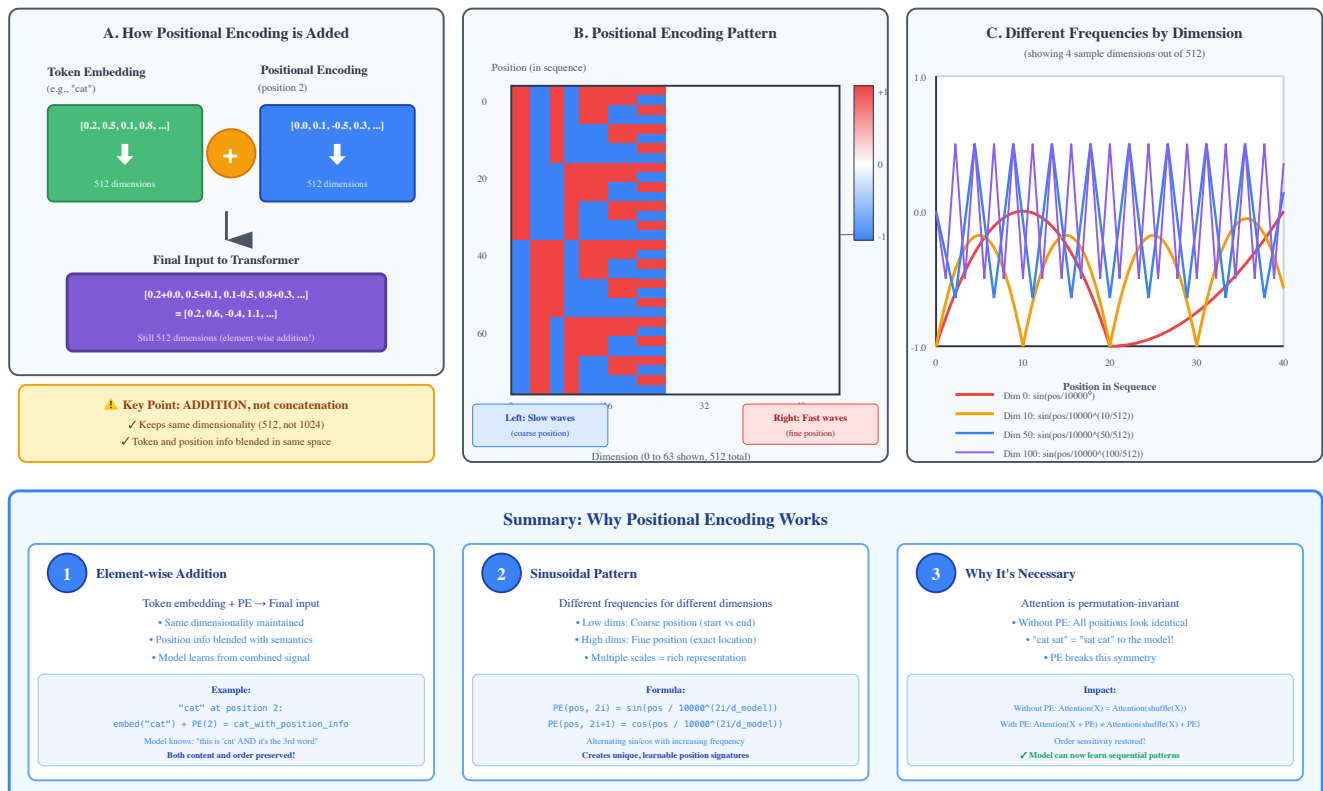 A. How Positional Encoding is Added
Token Embedding
(e.g., "cat")
Positional Encoding
(position 2)
[0.2, 0.5, 0.1, 0.8, ...]
512 dimensions
+
[0.0, 0.1, -0.5, 0.3, ...]
512 dimensions
Final Input to Transformer
[0.2+0.0, 0.5+0.1, 0.1-0.5, 0.8+0.3, ...]
= [0.2, 0.6, -0.4, 1.1, ...]
Still 512 dimensions (element-wise addition!)
⚠ Key Point: ADDITION, not concatenation
✓ Keeps same dimensionality (512, not 1024)
✓ Token and position info blended in same space
B. Positional Encoding Pattern
Position (in sequence)
0
20
40
60
+1
0
-1
32
Left: Slow waves
(coarse position)
Right: Fast waves
(fine position)
Dimension (0 to 63 shown, 512 total)
C. Different Frequencies by Dimension
(showing 4 sample dimensions out of 512)
1.0
0.0
-1.0
0
10
20
30
40
Position in Sequence
Dim 0: sin(pos/10000⁰)
Dim 10: sin(pos/10000^(10/512))
Dim 50: sin(pos/10000^(50/512))
Dim 100: sin(pos/10000^(100/512))
Summary: Why Positional Encoding Works
1
Element-wise Addition
Token embedding + PE → Final input
• Same dimensionality maintained
• Position info blended with semantics
• Model learns from combined signal
Example:
"cat" at position 2:
embed("cat") + PE(2) = cat_with_position_info
Model knows: "this is 'cat' AND it's the 3rd word"
Both content and order preserved!
2
Sinusoidal Pattern
Different frequencies for different dimensions
• Low dims: Coarse position (start vs end)
• High dims: Fine position (exact location)
• Multiple scales = rich representation
Formula:
PE(pos, 2i) = sin(pos / 10000^(2i/d_model))
PE(pos, 2i+1) = cos(pos / 10000^(2i/d_model))
Alternating sin/cos with increasing frequency
Creates unique, learnable position signatures
3
Why It's Necessary
Attention is permutation-invariant
• Without PE: All positions look identical
• "cat sat" = "sat cat" to the model!
• PE breaks this symmetry
Impact:
Without PE: Attention(X) = Attention(shuffle(X))
With PE: Attention(X + PE) ≠ Attention(shuffle(X) + PE)
Order sensitivity restored!
✓ Model can now learn sequential patterns